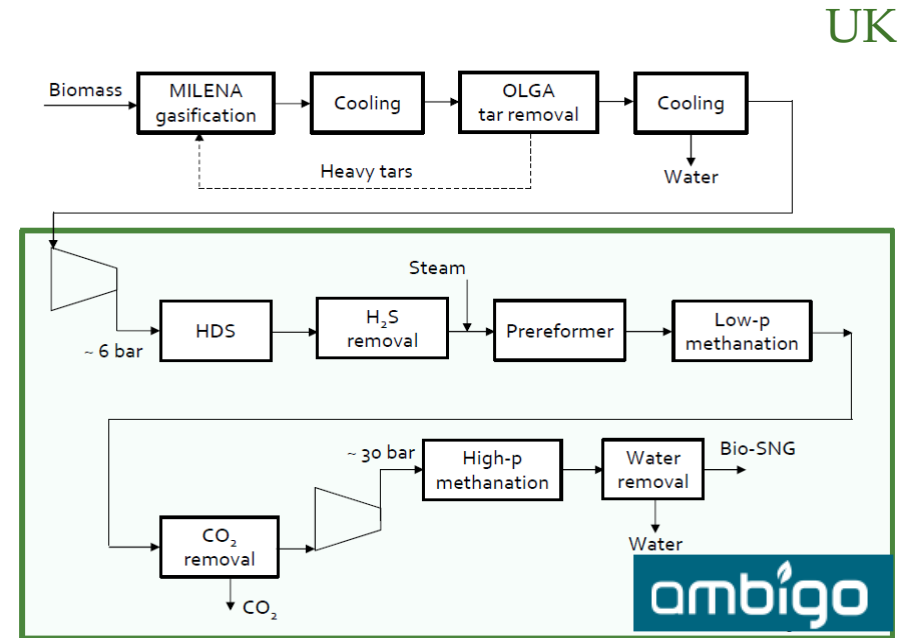 UK
Biomass
MILENA
gasification
Cooling
OLGA
tar removal
Cooling
Heavy tars
Water
Steam
~ 6 bar
HDS
H₂S
removal
Prereformer
Low-p
methanation
~ 30 bar
High-p
methanation
Water
removal
Bio-SNG
CO₂
removal
Water
CO₂
ambigo